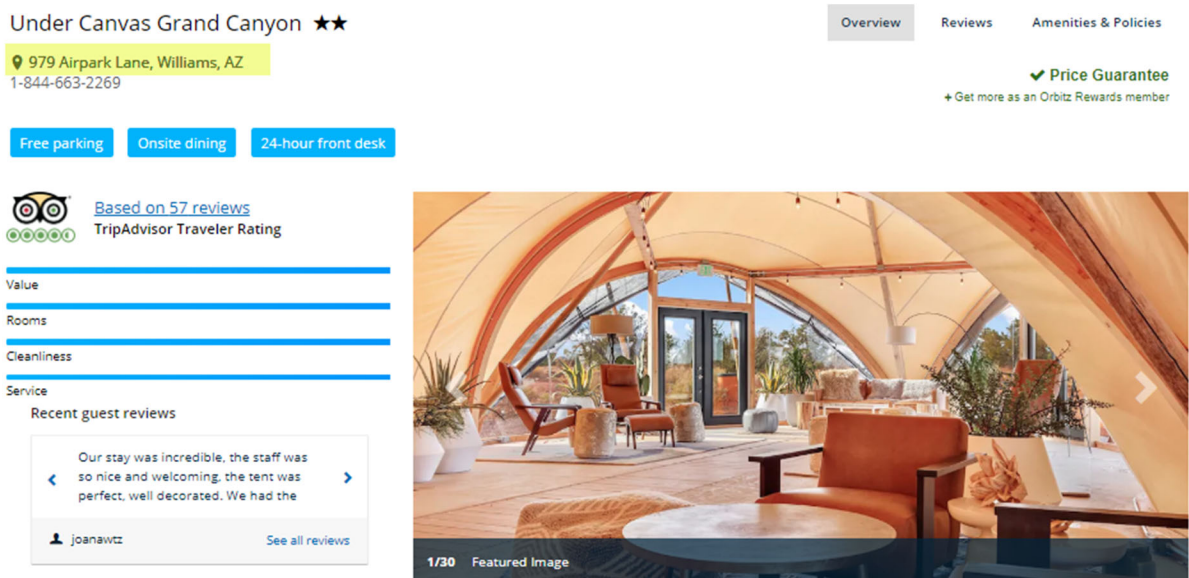 Under Canvas Grand Canyon ★★
979 Airpark Lane, Williams, AZ
1-844-663-2269
Overview Reviews Amenities & Policies
Price Guarantee
+ Get more as an Orbitz Rewards member
Free parking Onsite dining 24-hour front desk
Based on 57 reviews
TripAdvisor Traveler Rating
Value
Rooms
Cleanliness
Service
Recent guest reviews
Our stay was incredible, the staff was
so nice and welcoming, the tent was
perfect, well decorated. We had the
joanawtz See all reviews
1/30 Featured Image